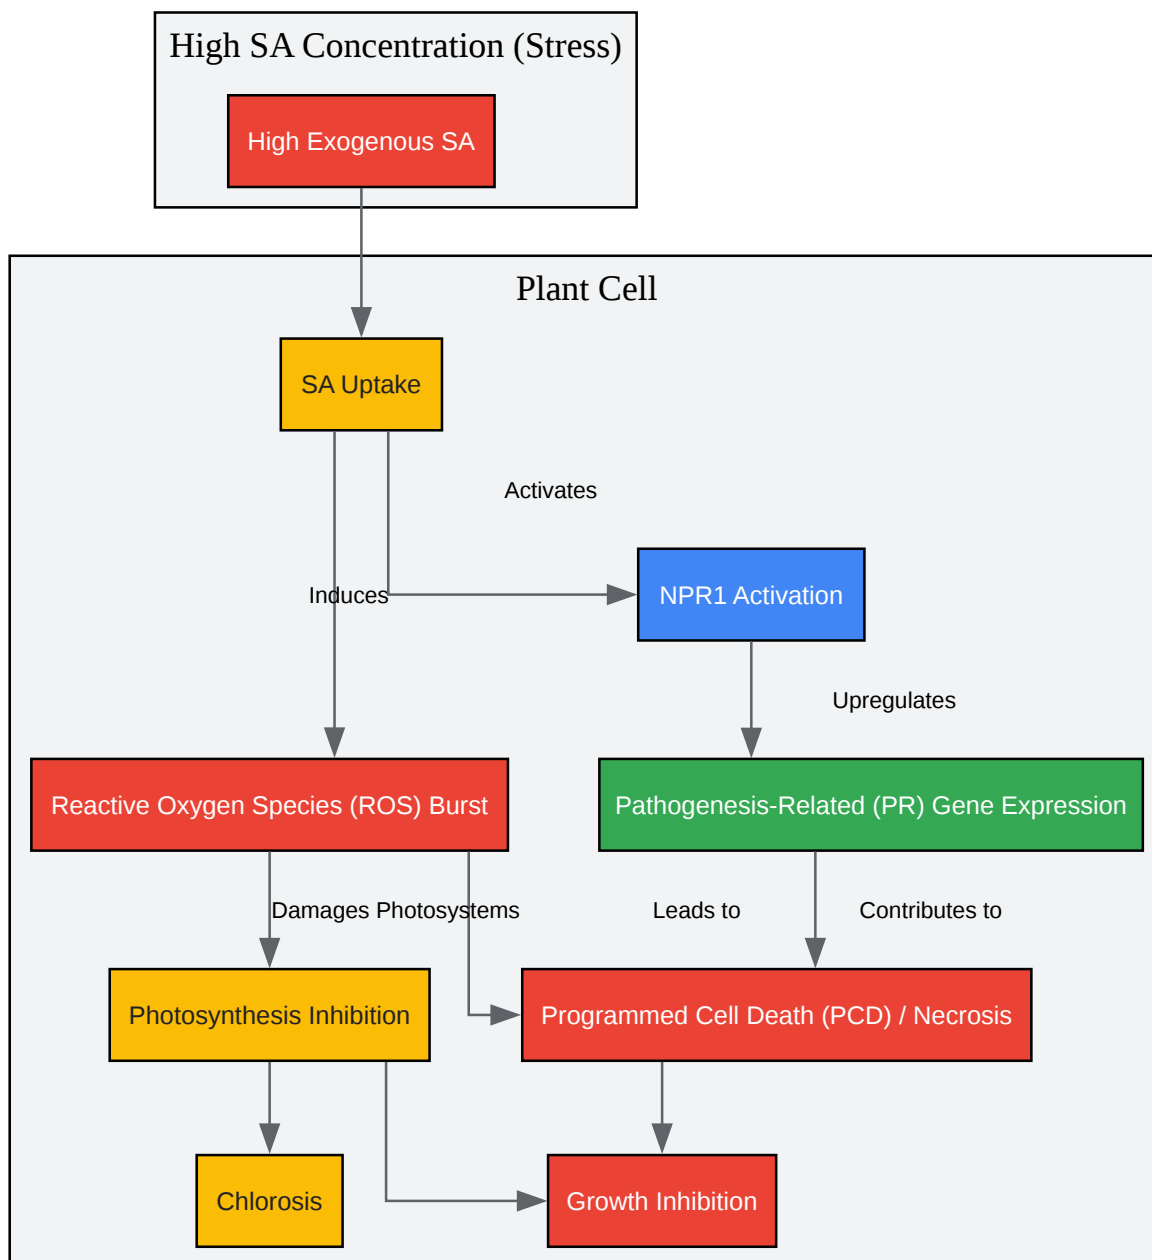 High SA Concentration (Stress)
High Exogenous SA
Plant Cell
SA Uptake
Activates
Induces
NPR1 Activation
Upregulates
Reactive Oxygen Species (ROS) Burst
Pathogenesis-Related (PR) Gene Expression
Damages Photosystems
Leads to
Contributes to
Photosynthesis Inhibition
Programmed Cell Death (PCD) / Necrosis
Chlorosis
Growth Inhibition